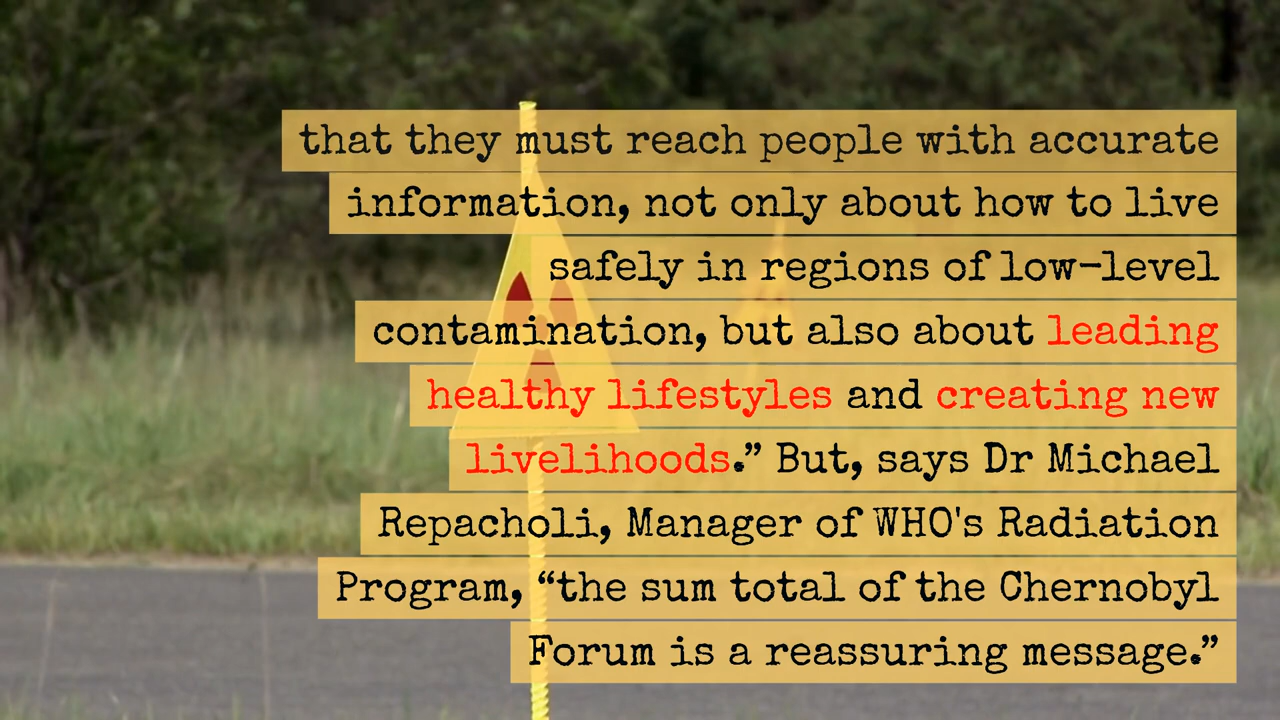 that they must reach people with accurate
information, not only about how to live
safely in regions of low-level
contamination, but also about leading
healthy lifestyles and creating new
livelihoods.” But, says Dr Michael
Repacholi, Manager of WHO's Radiation
Program, “the sum total of the Chernobyl
Forum is a reassuring message.”